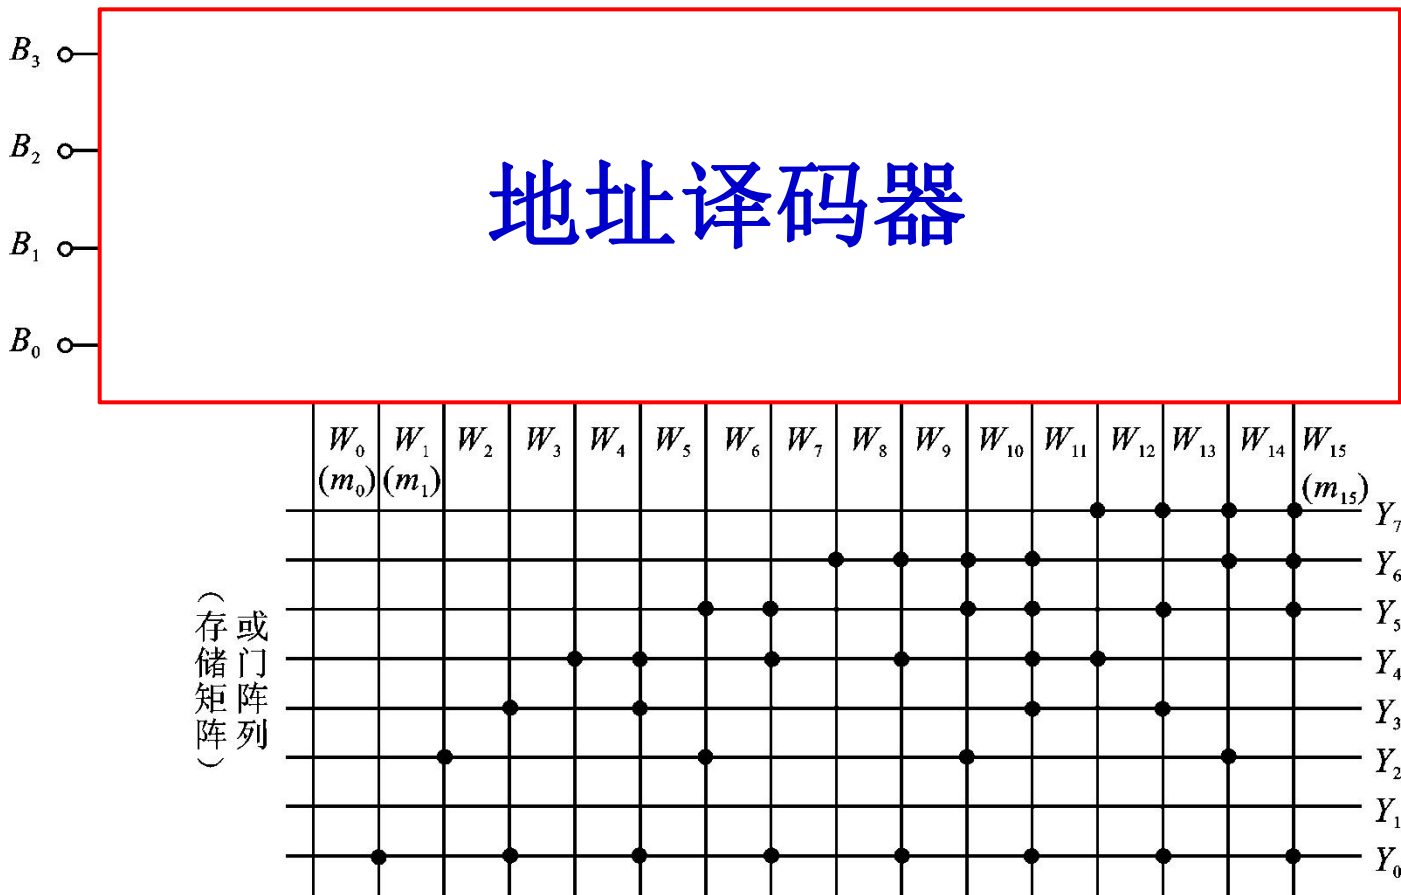 B₃
B₂
地址译码器
B₁
B₀
W₀ W₁ W₂ W₃ W₄ W₅ W₆ W₇ W₈ W₉ W₁₀ W₁₁ W₁₂ W₁₃ W₁₄ W₁₅
(m₀) (m₁) (m₁₅)
Y₇
Y₆
Y₅
Y₄
Y₃
Y₂
Y₁
Y₀
或门阵列
(存储矩阵)